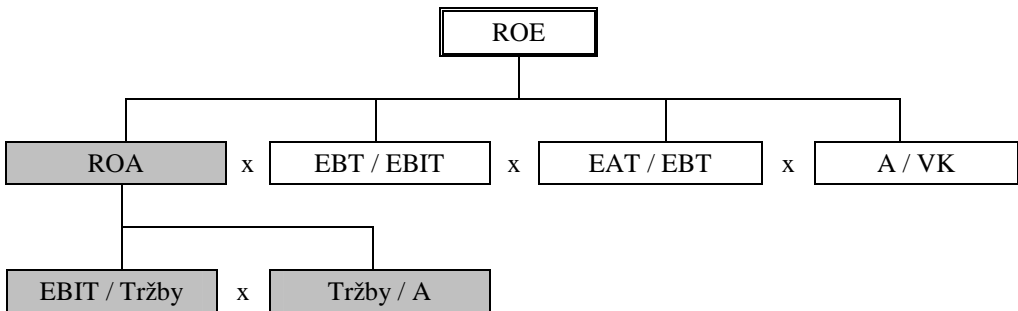 ROE
ROA x EBT / EBIT x EAT / EBT x A / VK
EBIT / Tržby x Tržby / A